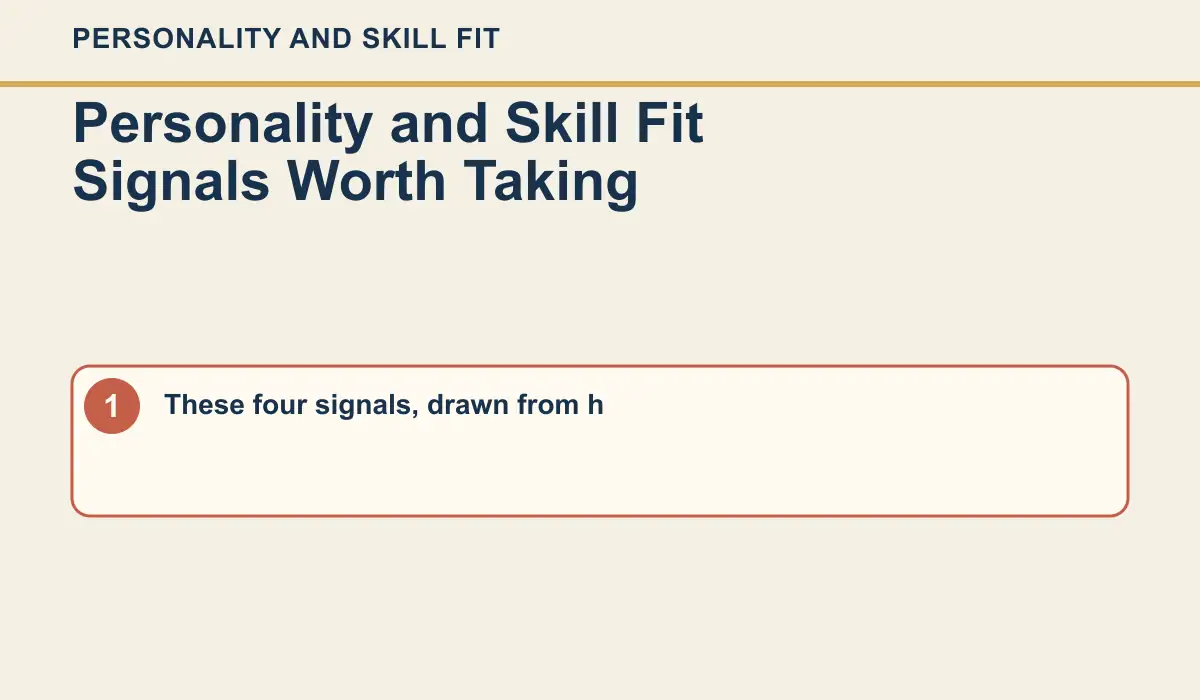 PERSONALITY AND SKILL FIT
Personality and Skill Fit
Signals Worth Taking
1
These four signals, drawn from h